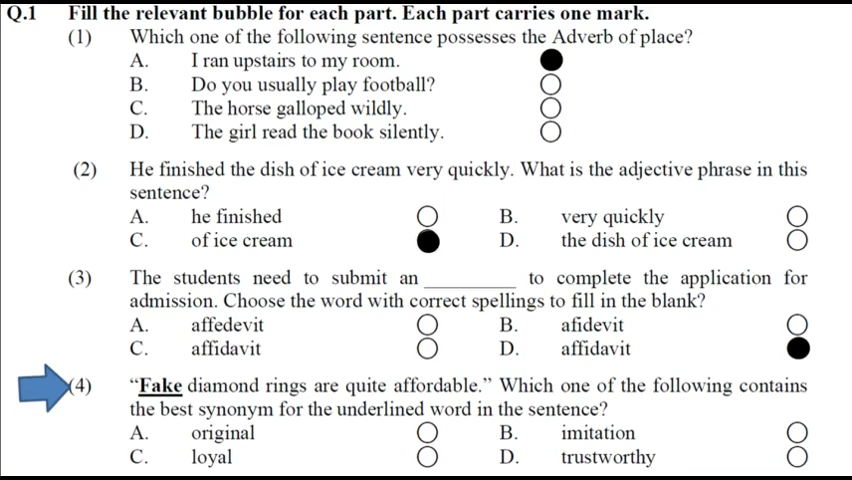 Q.1 Fill the relevant bubble for each part. Each part carries one mark.
(1) Which one of the following sentence possesses the Adverb of place?
A. I ran upstairs to my room.
B. Do you usually play football?
C. The horse galloped wildly.
D. The girl read the book silently.
(2) He finished the dish of ice cream very quickly. What is the adjective phrase in this
sentence?
A. he finished B. very quickly
C. of ice cream D. the dish of ice cream
(3) The students need to submit an _________ to complete the application for
admission. Choose the word with correct spellings to fill in the blank?
A. affedevit B. afidevit
C. affidavit D. affidavit
(4) “Fake diamond rings are quite affordable.” Which one of the following contains
the best synonym for the underlined word in the sentence?
A. original B. imitation
C. loyal D. trustworthy